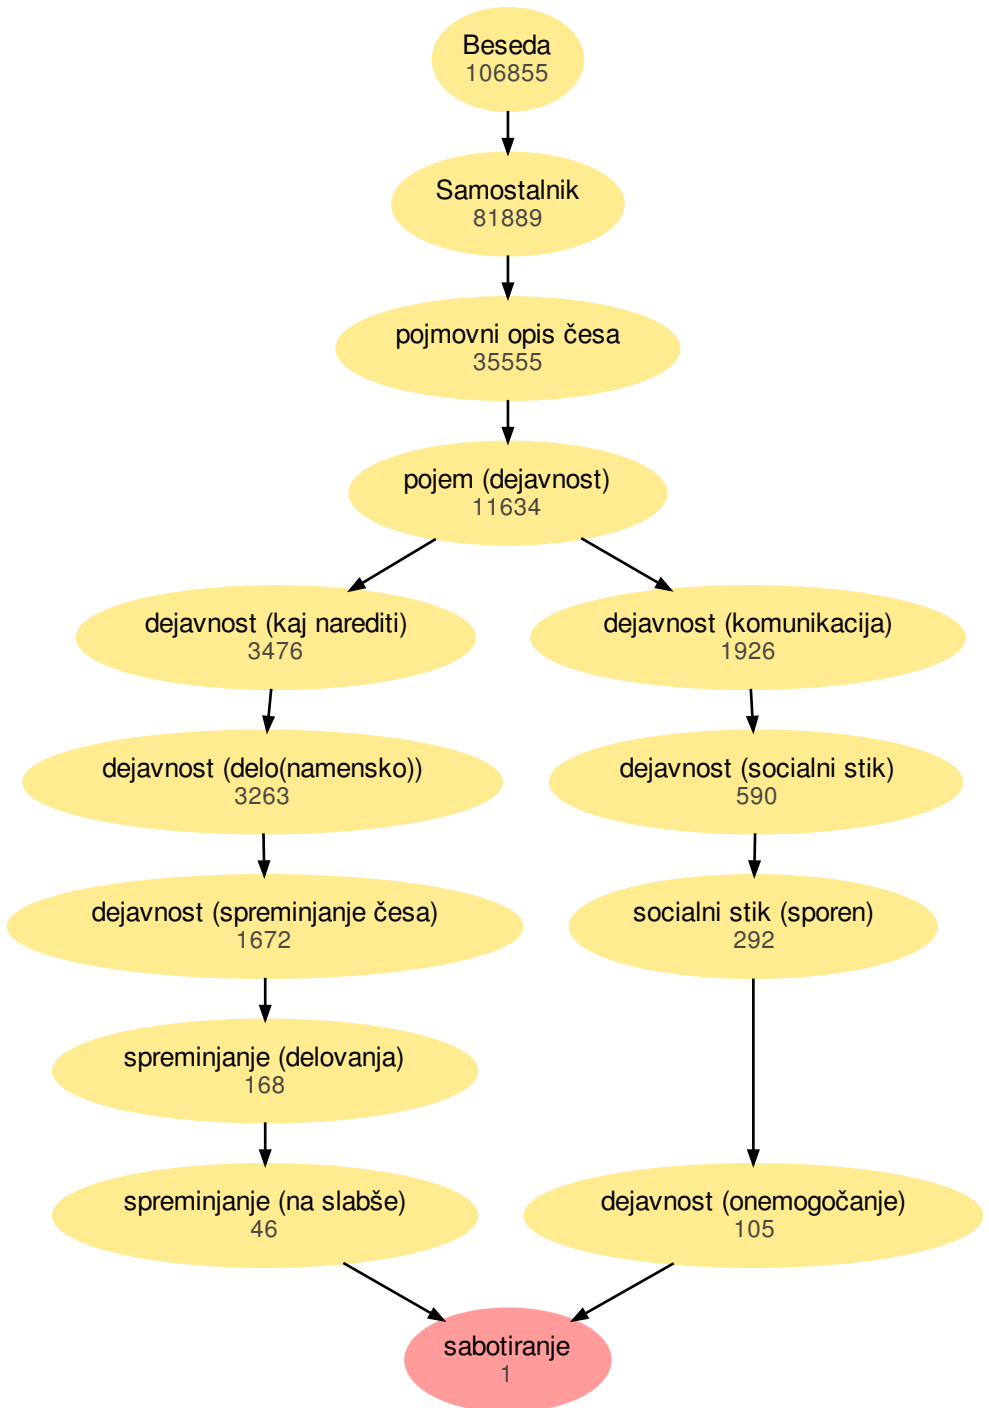 Beseda
106855
Samostalnik
81889
pojmovni opis česa
35555
pojem (dejavnost)
11634
dejavnost (kaj narediti)
3476
dejavnost (komunikacija)
1926
dejavnost (delo(namensko))
3263
dejavnost (socialni stik)
590
dejavnost (spreminjanje česa)
1672
socialni stik (sporen)
292
spreminjanje (delovanja)
168
spreminjanje (na slabše)
46
dejavnost (onemogočanje)
105
sabotiranje
1